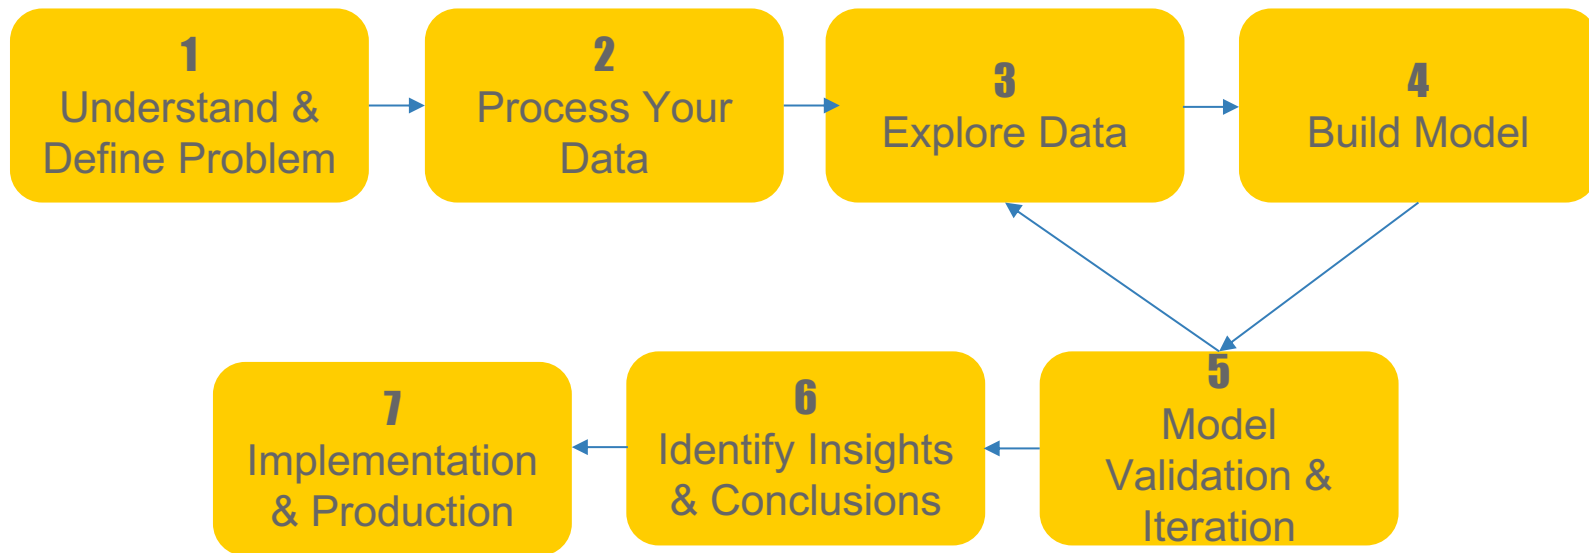 1
Understand &
Define Problem
2
Process Your
Data
3
Explore Data
4
Build Model
5
Model
Validation &
Iteration
6
Identify Insights
& Conclusions
7
Implementation
& Production